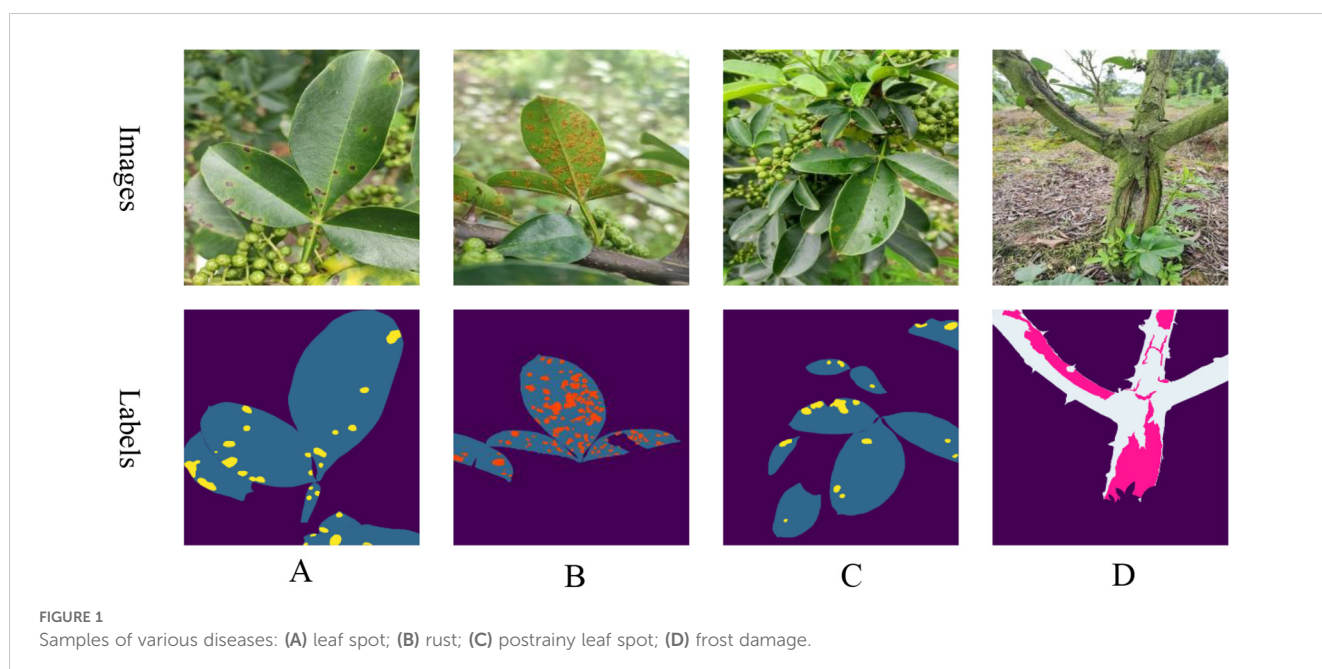 Images
Labels
A
B
C
D
FIGURE 1
Samples of various diseases: (A) leaf spot; (B) rust; (C) postrainy leaf spot; (D) frost damage.